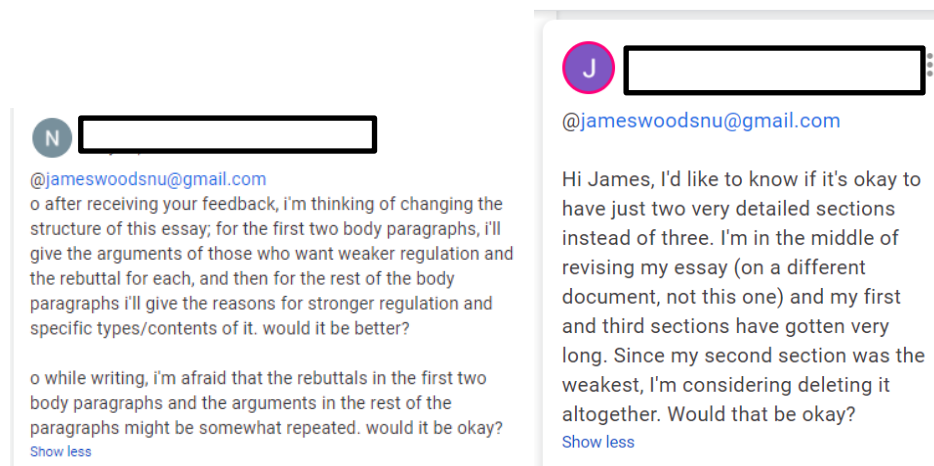 N
@jameswoodsnu@gmail.com
o after receiving your feedback, i'm thinking of changing the
structure of this essay; for the first two body paragraphs, i'll
give the arguments of those who want weaker regulation and
the rebuttal for each, and then for the rest of the body
paragraphs i'll give the reasons for stronger regulation and
specific types/contents of it. would it be better?
o while writing, i'm afraid that the rebuttals in the first two
body paragraphs and the arguments in the rest of the
paragraphs might be somewhat repeated. would it be okay?
Show less
J
@jameswoodsnu@gmail.com
Hi James, I'd like to know if it's okay to
have just two very detailed sections
instead of three. I'm in the middle of
revising my essay (on a different
document, not this one) and my first
and third sections have gotten very
long. Since my second section was the
weakest, I'm considering deleting it
altogether. Would that be okay?
Show less